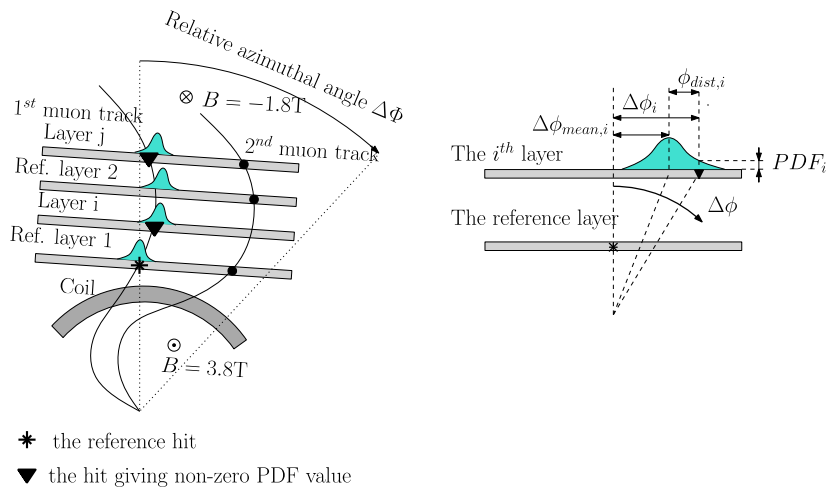 Relative azimuthal angle ΔΦ
⊗ B = −1.8T
1st muon track
Layer j
2nd muon track
Ref. layer 2
Layer i
Ref. layer 1
Coil
⊙
B = 3.8T
the reference hit
the hit giving non-zero PDF value
ϕdist,i
Δϕi
Δϕmean,i
The ith layer
PDFi
Δϕ
The reference layer